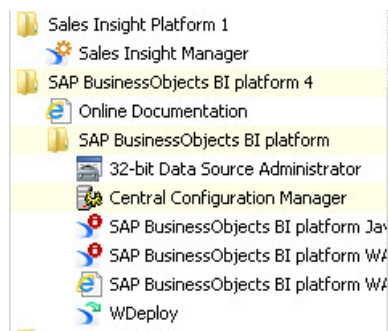 Sales Insight Platform 1
Sales Insight Manager
SAP BusinessObjects BI platform 4
Online Documentation
SAP BusinessObjects BI platform
32-bit Data Source Administrator
Central Configuration Manager
SAP BusinessObjects BI platform Jav
SAP BusinessObjects BI platform WA
SAP BusinessObjects BI platform WA
WDeploy